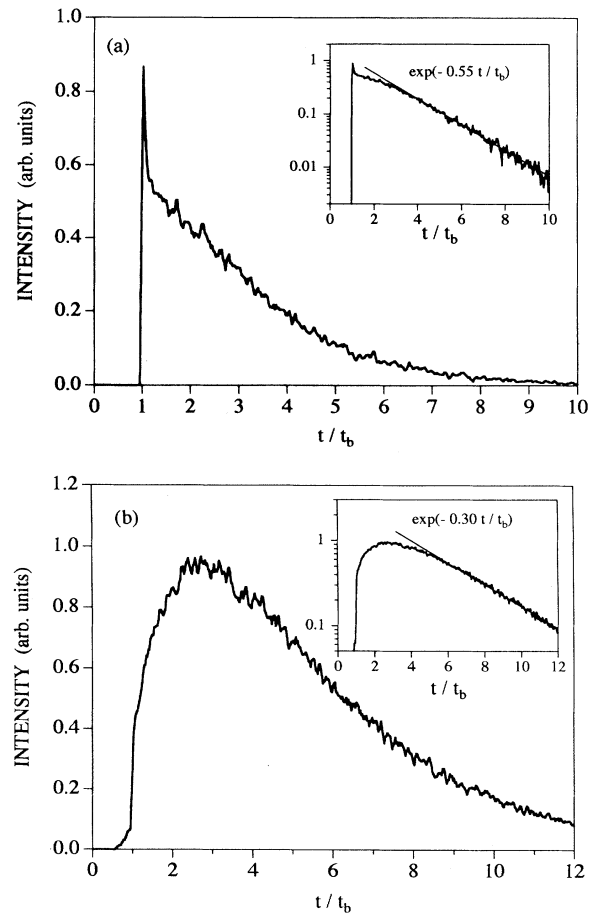 (a)
INTENSITY (arb. units)
1.0
0.8
0.6
0.4
0.2
0.0
0 1 2 3 4 5 6 7 8 9 10
t / tb
exp(- 0.55 t / tb)
1
0.1
0.01
0 2 4 6 8 10
t / tb
(b)
INTENSITY (arb. units)
1.2
1.0
0.8
0.6
0.4
0.2
0.0
0 2 4 6 8 10 12
t / tb
exp(- 0.30 t / tb)
1
0.1
0 2 4 6 8 10 12
t / tb